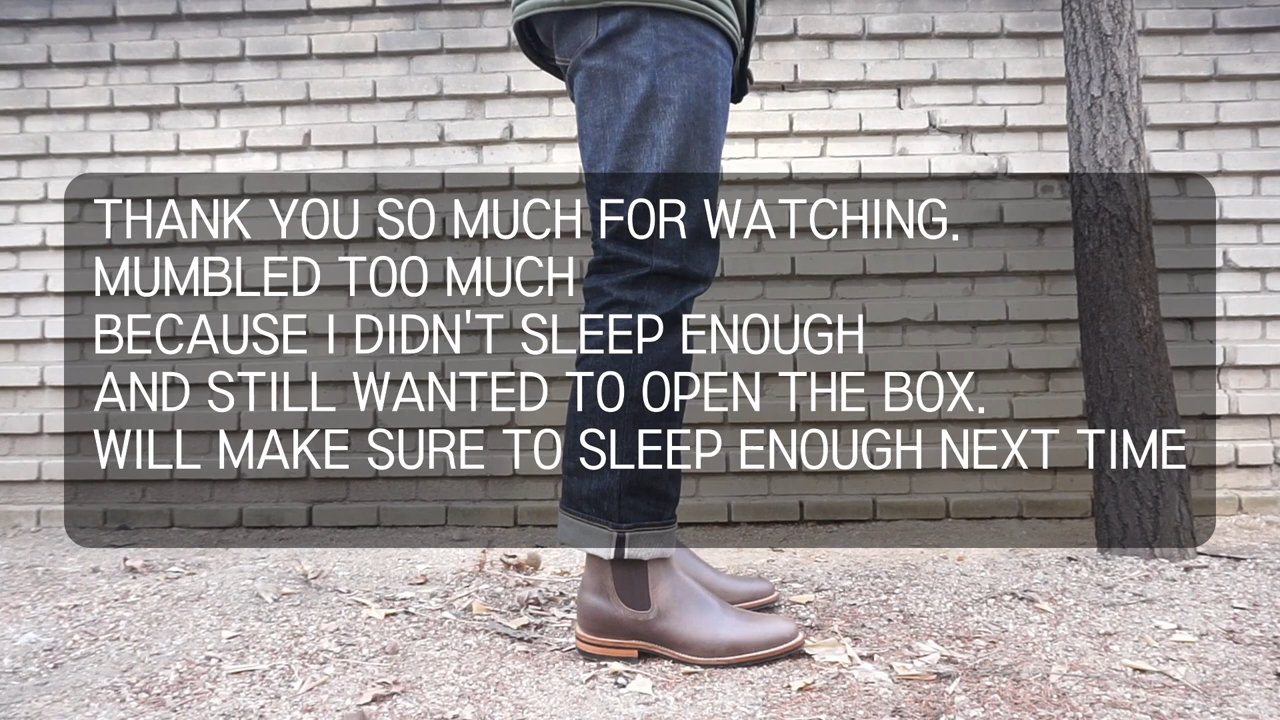 THANK YOU SO MUCH FOR WATCHING.
MUMBLED TOO MUCH
BECAUSE I DIDN'T SLEEP ENOUGH
AND STILL WANTED TO OPEN THE BOX.
WILL MAKE SURE TO SLEEP ENOUGH NEXT TIME